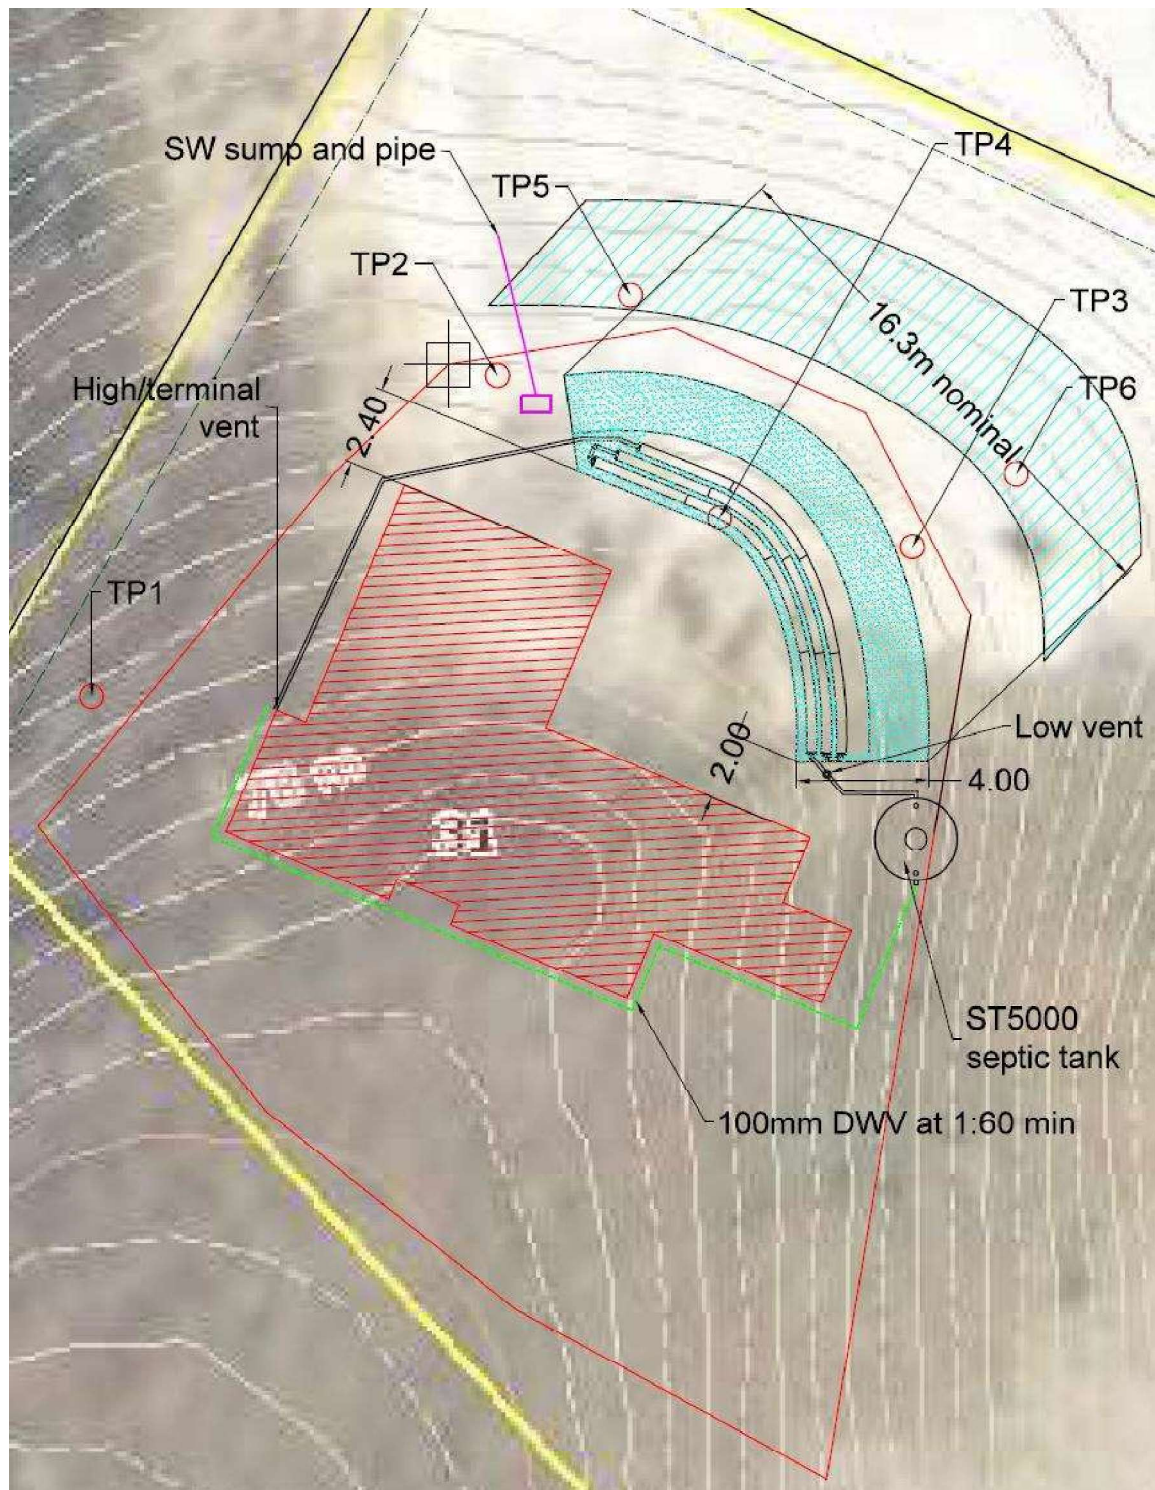 TP4
SW sump and pipe
TP5
TP2
TP3
16.3m nominal
TP6
High/terminal
vent
2.40
TP1
Low vent
2.00
4.00
ST5000
septic tank
100mm DWV at 1:60 min